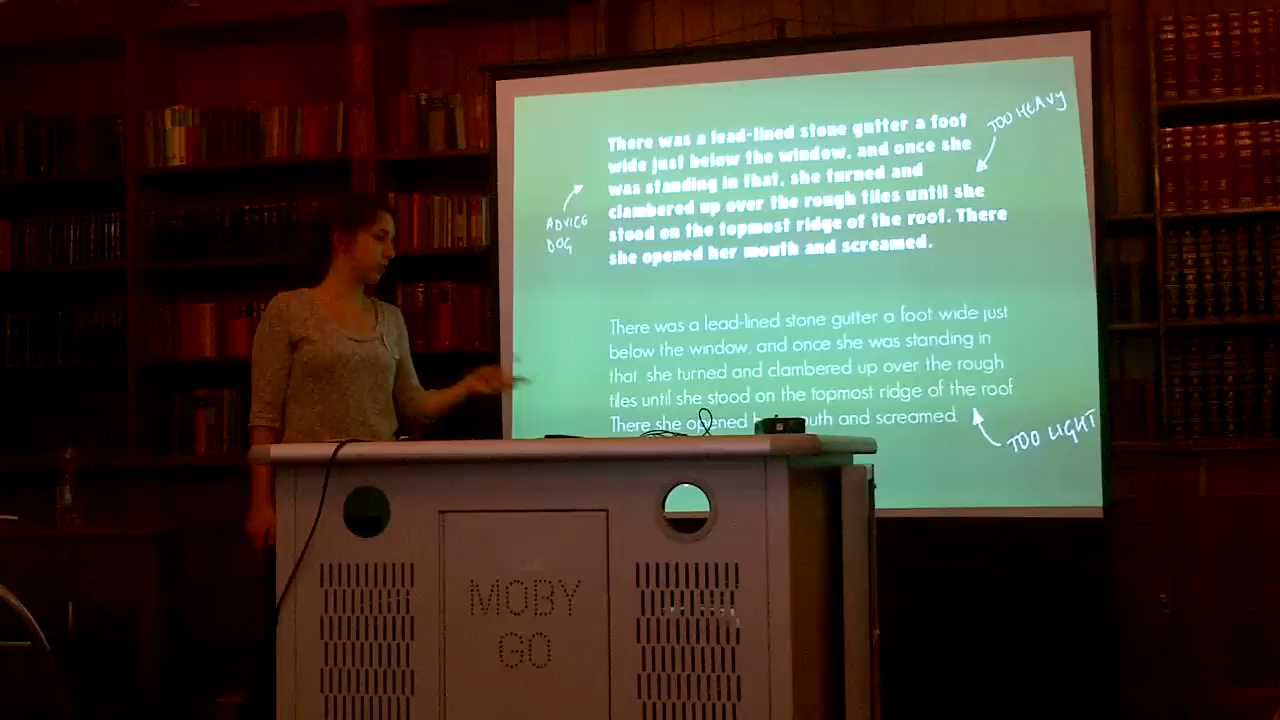 There was a lead-lined stone gutter a foot
wide just below the window, and once she
was standing in that, she turned and
clambered up over the rough tiles until she
stood on the topmost ridge of the roof. There
she opened her mouth and screamed.
TOO HEAVY
ADVICE
DOG
There was a lead-lined stone gutter a foot wide just
below the window, and once she was standing in
that, she turned and clambered up over the rough
tiles until she stood on the topmost ridge of the roof
There she opened mouth and screamed.
TOO LIGHT
MOBY
GO